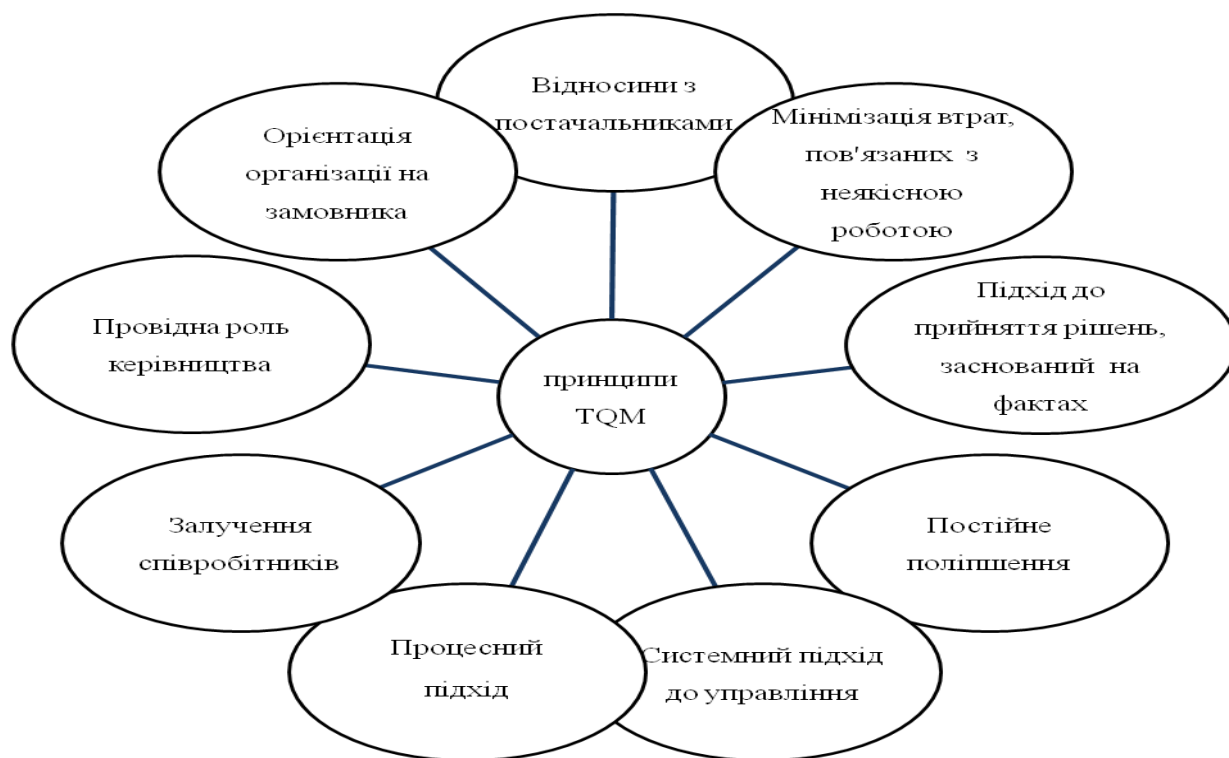 Відносини з
постачальниками
Мінімізація втрат,
пов'язаних з
неякісною
роботою
Підхід до
прийняття рішень,
заснований на
фактах
Постійне
поліпшення
Системний підхід
до управління
Процесний
підхід
Залучення
співробітників
Провідна роль
керівництва
Орієнтація
організації на
замовника
принципи
TQM